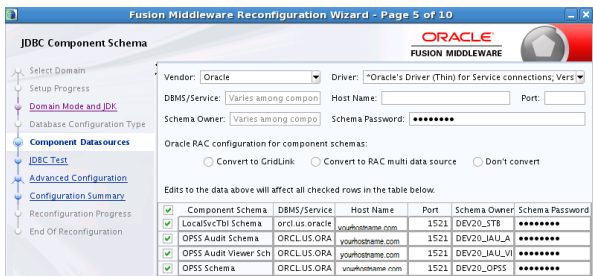 Fusion Middleware Reconfiguration Wizard - Page 5 of 10
JDBC Component Schema
ORACLE
FUSION MIDDLEWARE
Select Domain
Setup Progress
Domain Mode and JDK
Database Configuration Type
Component Datasources
JDBC Test
Advanced Configuration
Configuration Summary
Reconfiguration Progress
End Of Reconfiguration
Vendor: Oracle Driver: *Oracle's Driver (Thin) for Service connections; Vers
DBMS/Service: Varies among compon Host Name: Port:
Schema Owner: Varies among compo Schema Password: ••••••••
Oracle RAC configuration for component schemas:
Convert to GridLink Convert to RAC multi data source Don't convert
Edits to the data above will affect all checked rows in the table below.
Component Schema DBMS/Service Host Name Port Schema Owner Schema Password
LocalSvcTbl Schema orcl.us.oracle yourhostname.com 1521 DEV20_STB ••••••••
OPSS Audit Schema ORCL.US.ORA yourhostname.com 1521 DEV20_IAU_A ••••••••
OPSS Audit Viewer Sch ORCL.US.ORA yourhostname.com 1521 DEV20_IAU_VI ••••••••
OPSS Schema ORCL.US.ORA yourhostname.com 1521 DEV20_OPSS ••••••••